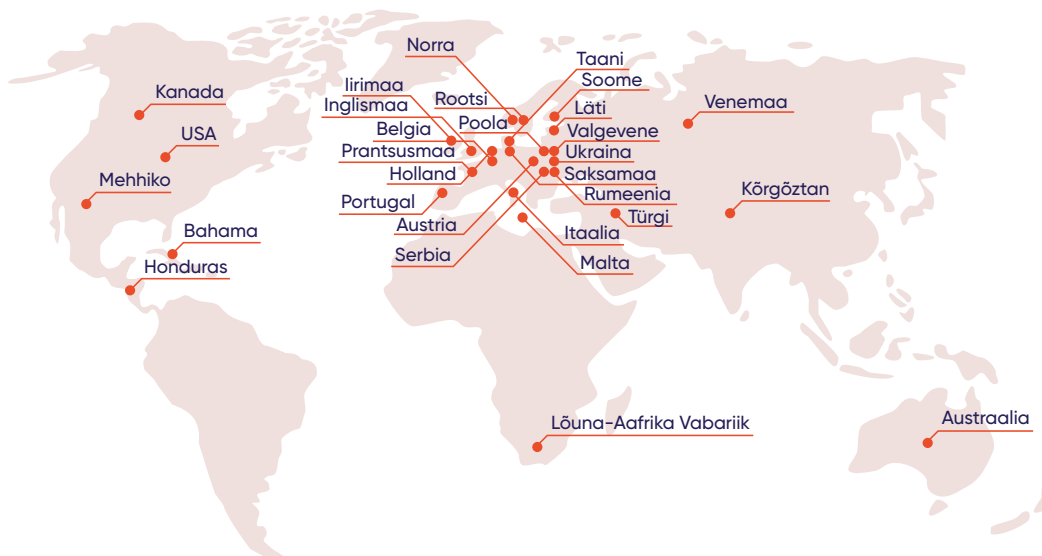 Norra
Taani
Soome
Iirimaa
Kanada
Rootsi
Läti
Venemaa
Inglismaa
Poola
Valgevene
USA
Belgia
Ukraina
Prantsusmaa
Saksamaa
Holland
Mehhiko
Rumeenia
Kõrgõztan
Portugal
Türgi
Austria
Itaalia
Bahama
Serbia
Malta
Honduras
Lõuna-Aafrika Vabariik
Austraalia